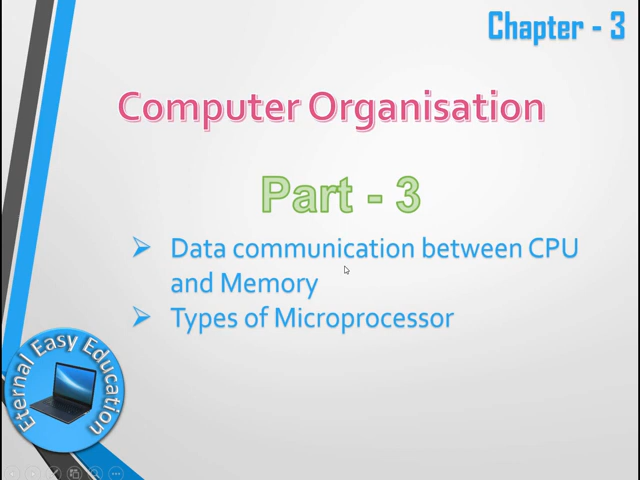 Chapter - 3
Computer Organisation
Part - 3
➢ Data communication between CPU
and Memory
➢ Types of Microprocessor
Eternal Easy Education